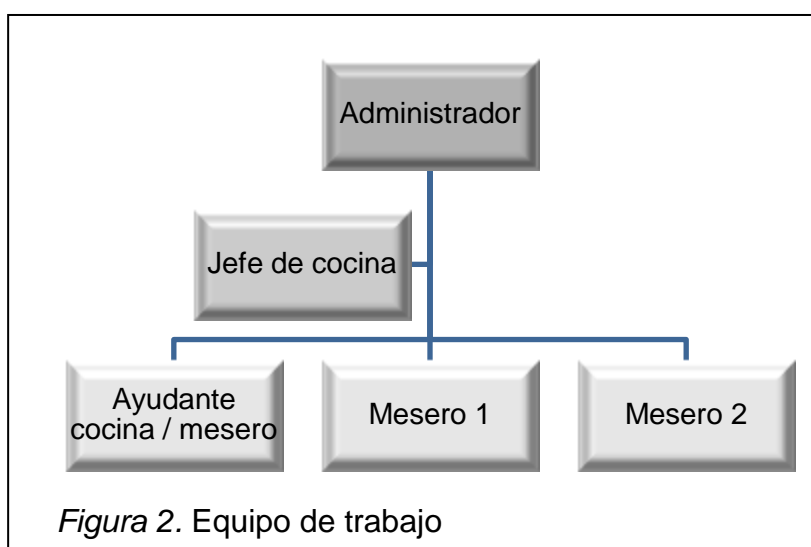 Administrador
Jefe de cocina
Ayudante
cocina / mesero
Mesero 1
Mesero 2
Figura 2. Equipo de trabajo